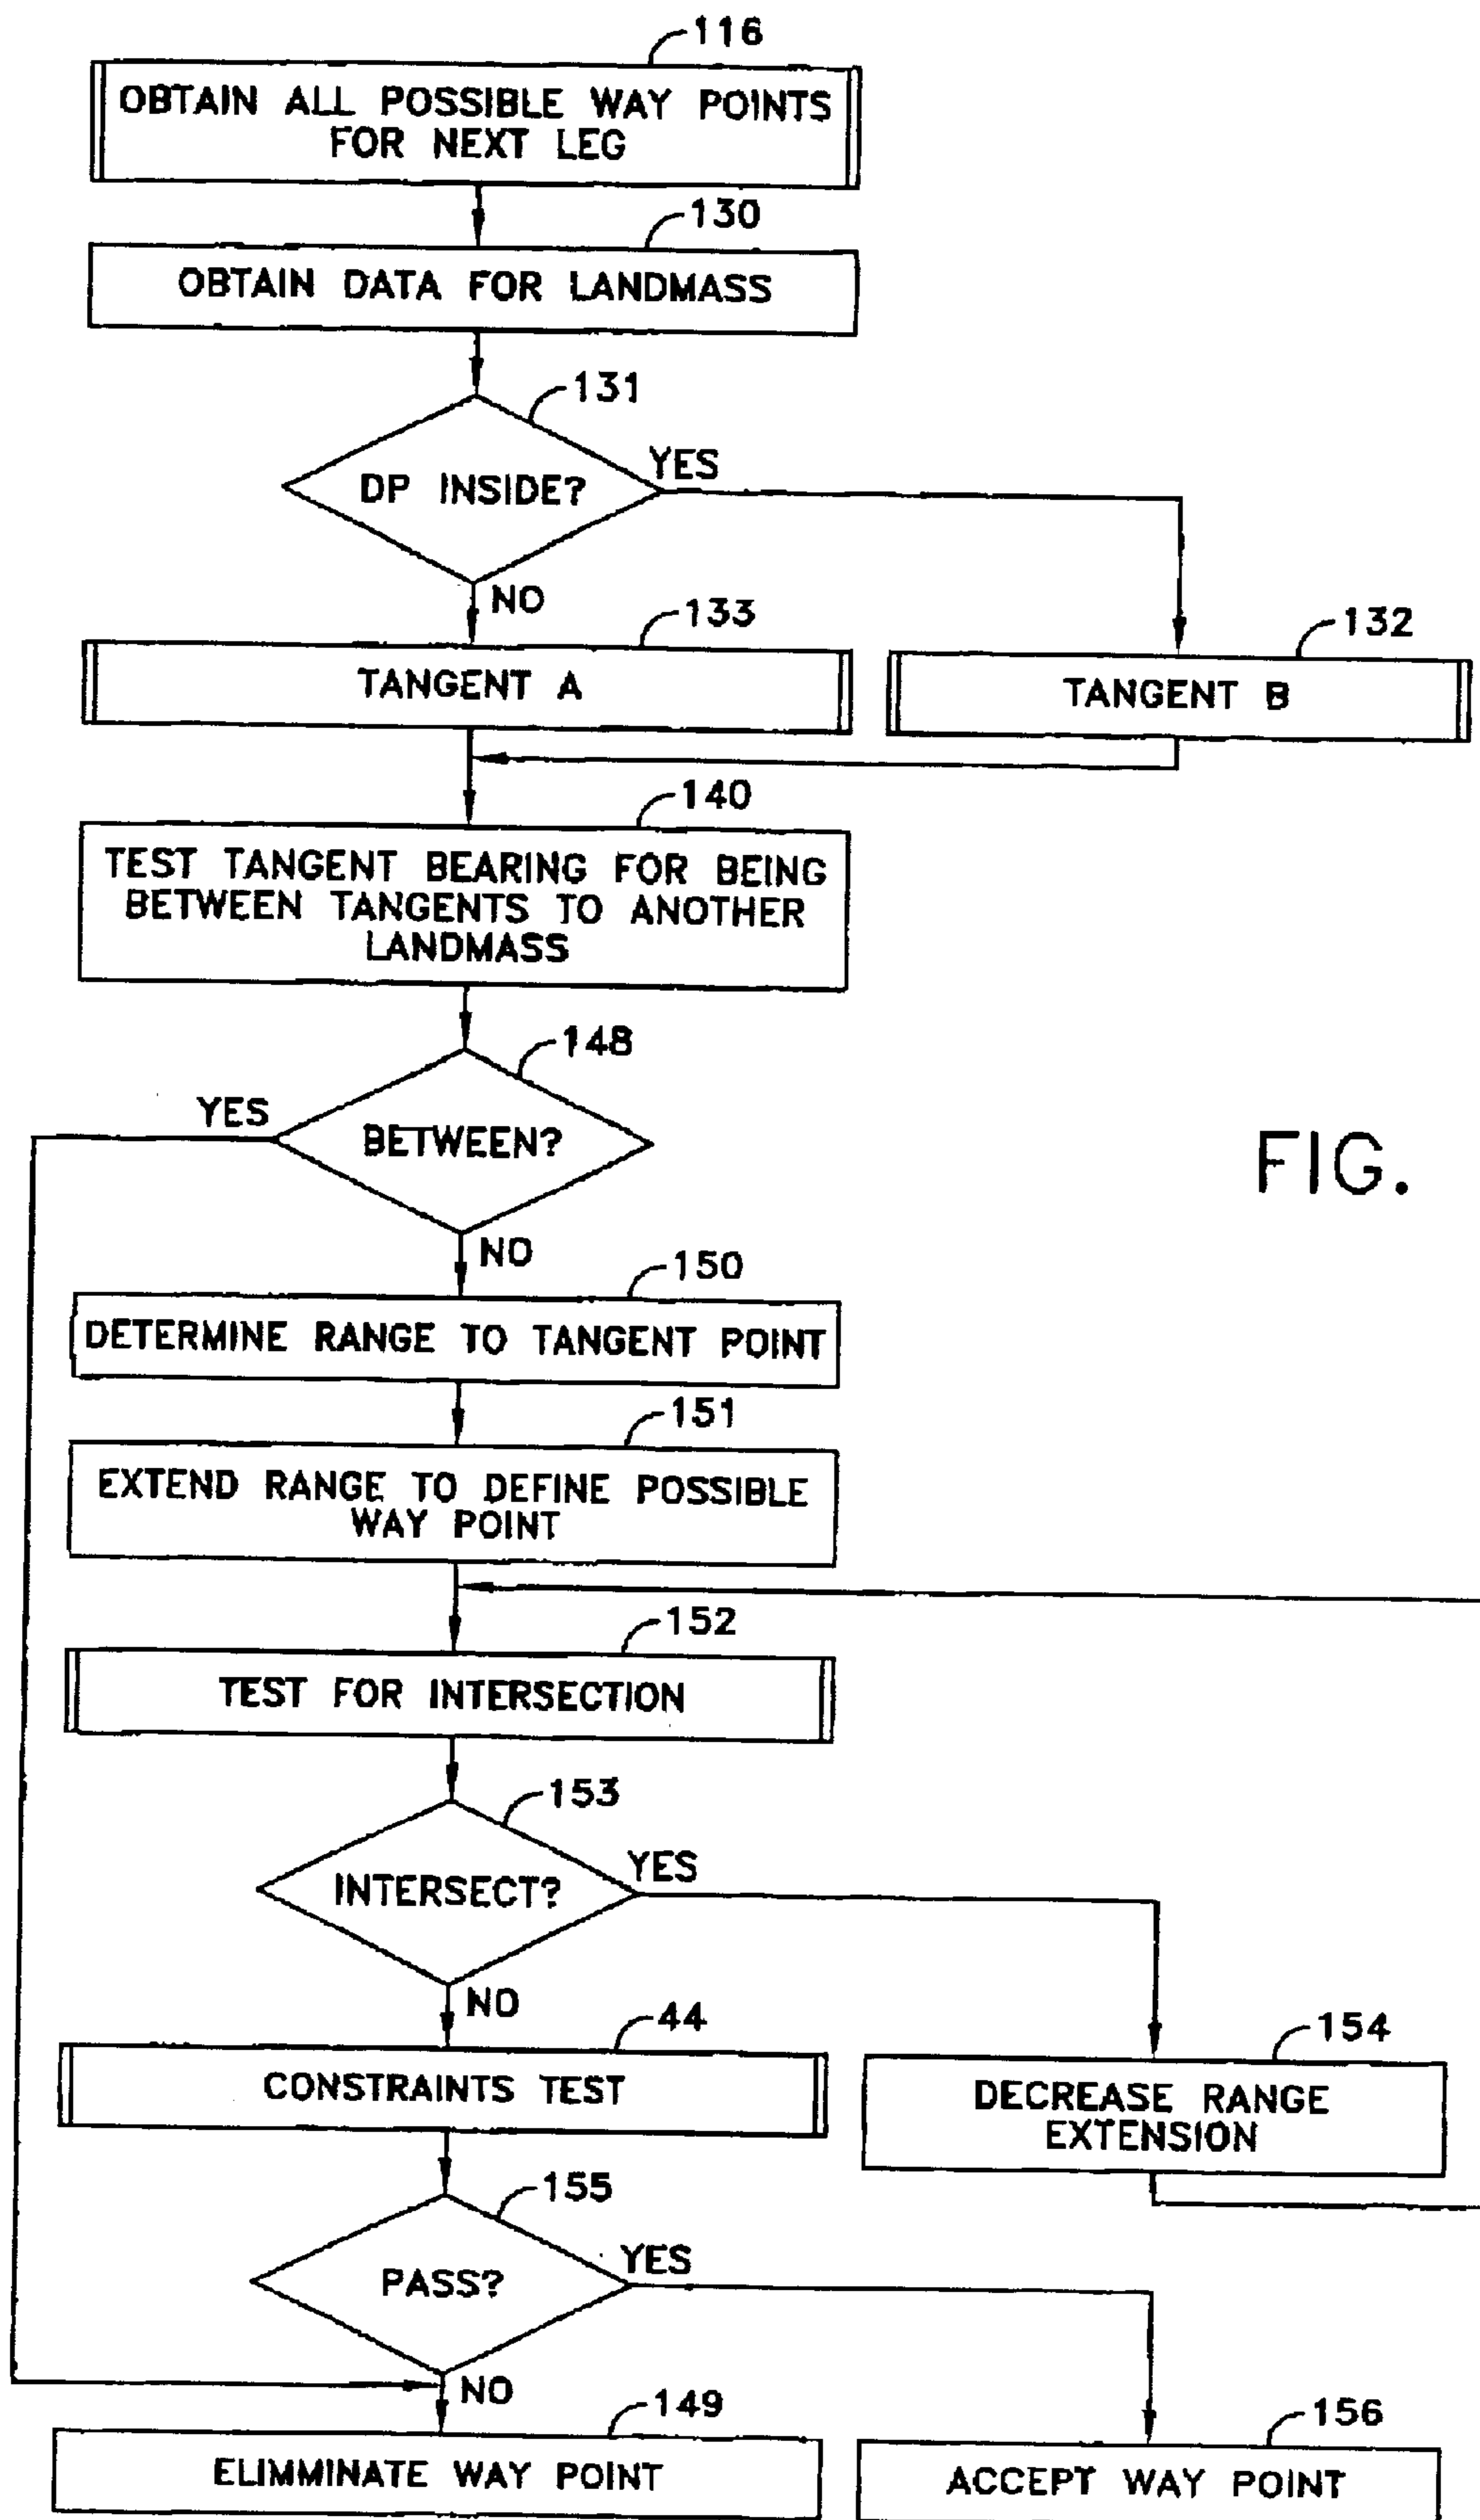 116
OBTAIN ALL POSSIBLE WAY POINTS
FOR NEXT LEG
130
OBTAIN DATA FOR LANDMASS
131
DP INSIDE?
YES
NO
133
TANGENT A
132
TANGENT B
140
TEST TANGENT BEARING FOR BEING
BETWEEN TANGENTS TO ANOTHER
LANDMASS
148
YES
BETWEEN?
FIG.
NO
150
DETERMINE RANGE TO TANGENT POINT
151
EXTEND RANGE TO DEFINE POSSIBLE
WAY POINT
152
TEST FOR INTERSECTION
153
INTERSECT?
YES
NO
44
CONSTRAINTS TEST
154
DECREASE RANGE
EXTENSION
155
PASS?
YES
NO
149
ELIMMINATE WAY POINT
156
ACCEPT WAY POINT